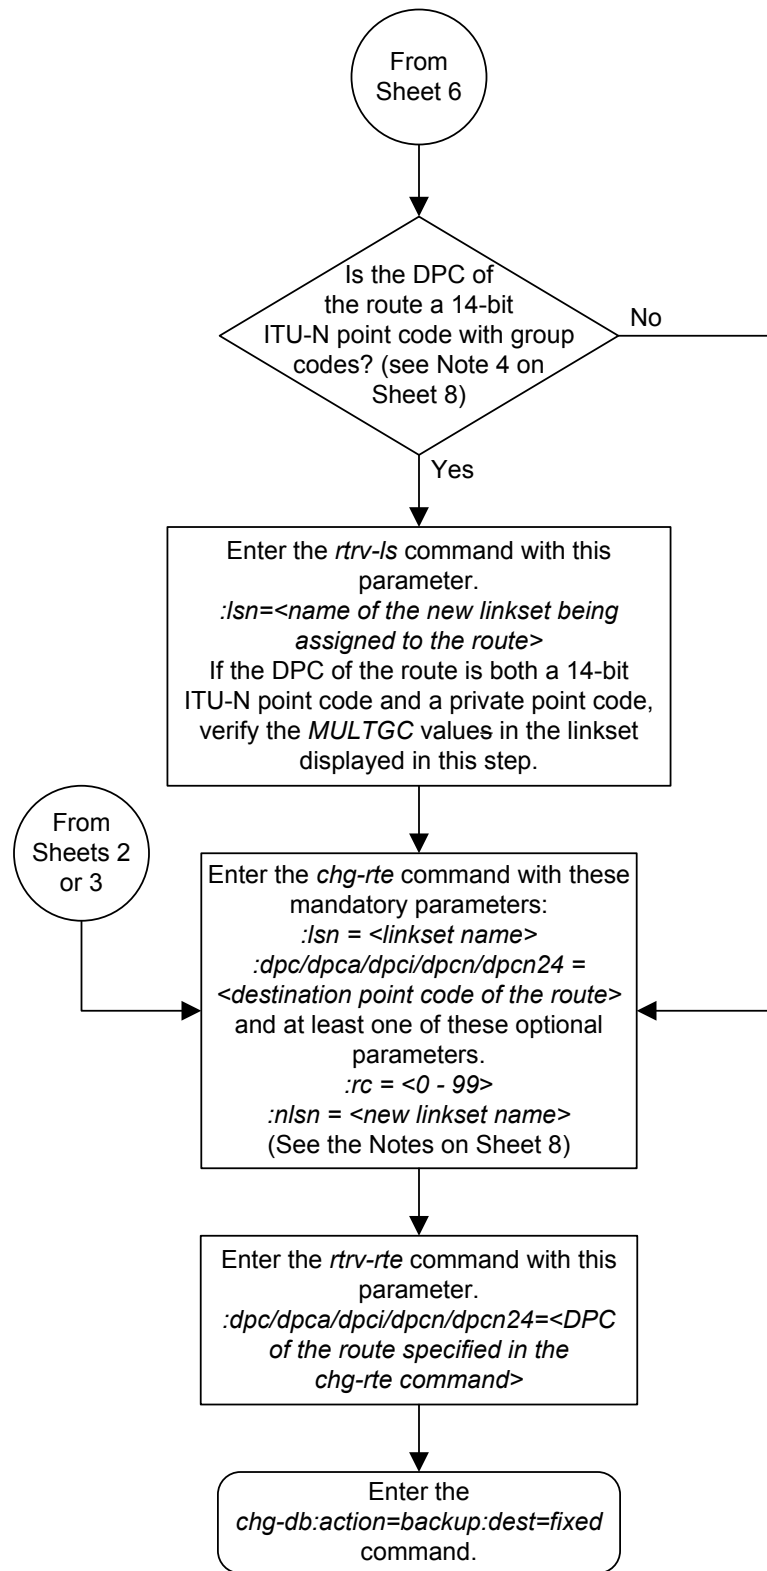 From
Sheet 6
Is the DPC of
the route a 14-bit
ITU-N point code with group
codes? (see Note 4 on
Sheet 8)
No
Yes
Enter the rtrv-ls command with this
parameter.
:lsn=<name of the new linkset being
assigned to the route>
If the DPC of the route is both a 14-bit
ITU-N point code and a private point code,
verify the MULTGC values in the linkset
displayed in this step.
From
Sheets 2
or 3
Enter the chg-rte command with these
mandatory parameters:
:lsn = <linkset name>
:dpc/dpca/dpci/dpcn/dpcn24 =
<destination point code of the route>
and at least one of these optional
parameters.
:rc = <0 - 99>
:nlsn = <new linkset name>
(See the Notes on Sheet 8)
Enter the rtrv-rte command with this
parameter.
:dpc/dpca/dpci/dpcn/dpcn24=<DPC
of the route specified in the
chg-rte command>
Enter the
chg-db:action=backup:dest=fixed
command.